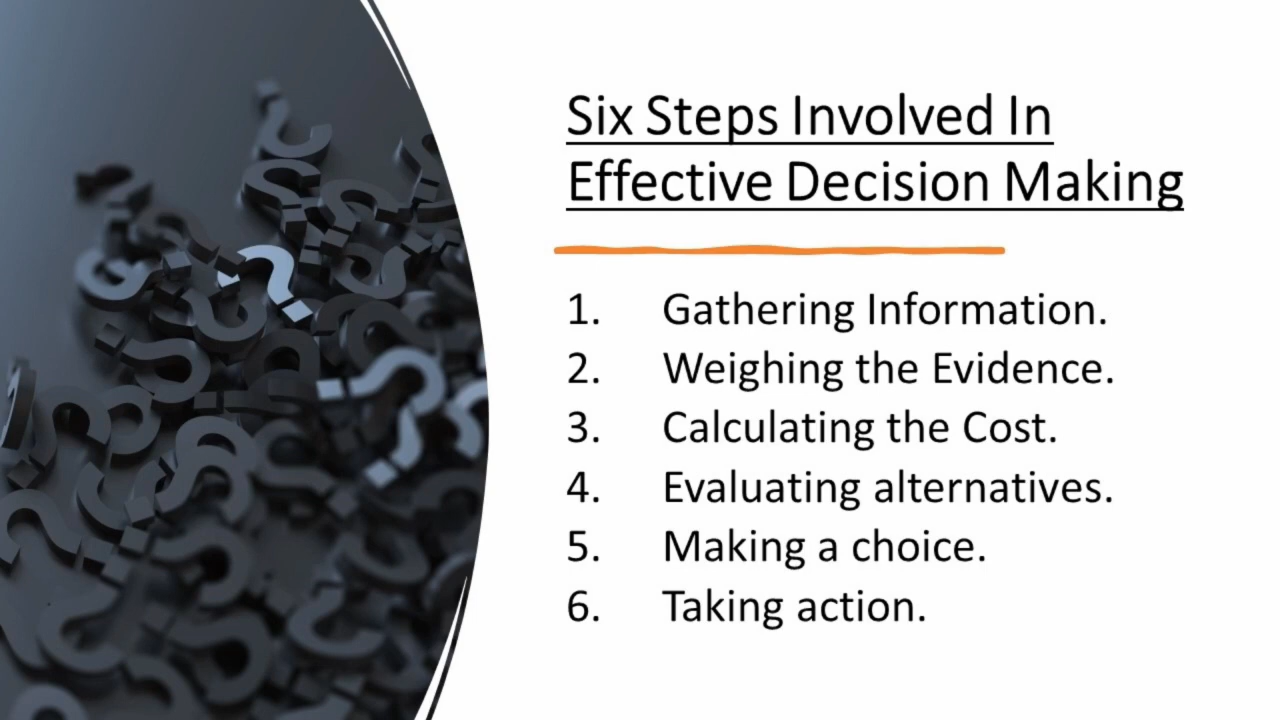 Six Steps Involved In
Effective Decision Making
1. Gathering Information.
2. Weighing the Evidence.
3. Calculating the Cost.
4. Evaluating alternatives.
5. Making a choice.
6. Taking action.